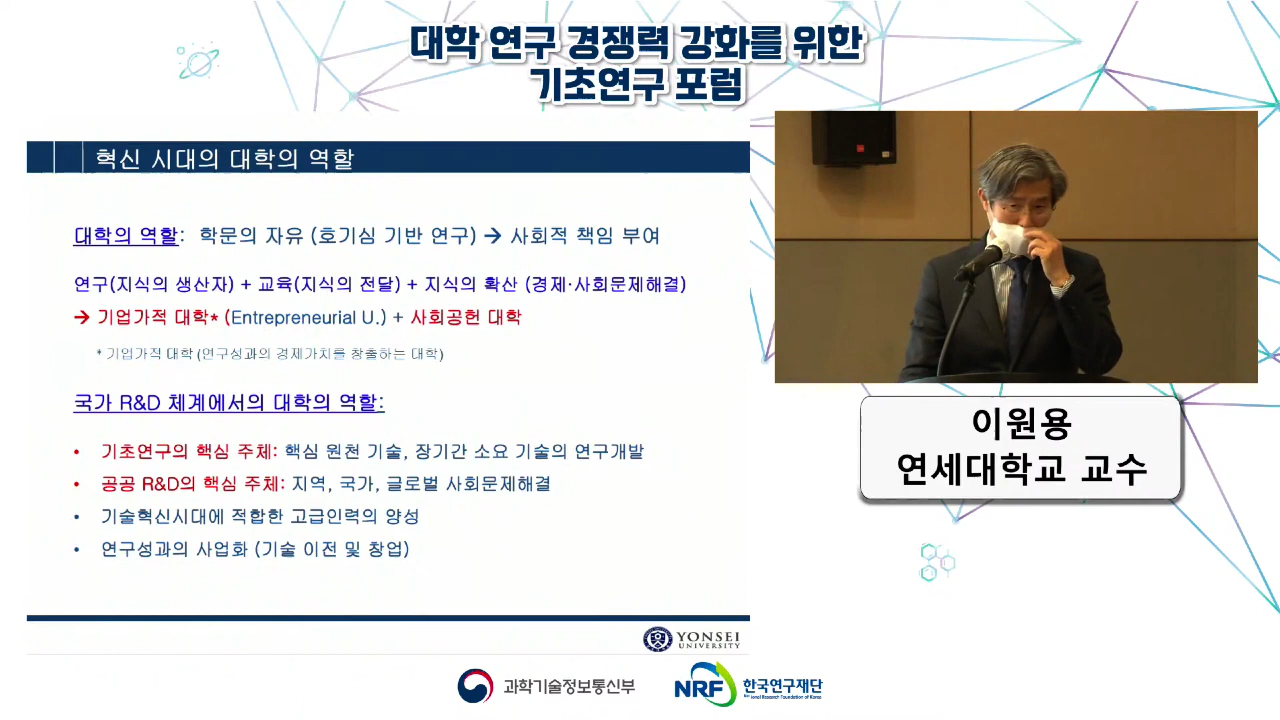 대학 연구 경쟁력 강화를 위한
기초연구 포럼
혁신 시대의 대학의 역할
대학의 역할: 학문의 자유 (호기심 기반 연구) → 사회적 책임 부여
연구(지식의 생산자) + 교육(지식의 전달) + 지식의 확산 (경제·사회문제해결)
→ 기업가적 대학* (Entrepreneurial U.) + 사회공헌 대학
* 기업가적 대학 (연구성과의 경제가치를 창출하는 대학)
국가 R&D 체계에서의 대학의 역할:
• 기초연구의 핵심 주체: 핵심 원천 기술, 장기간 소요 기술의 연구개발
• 공공 R&D의 핵심 주체: 지역, 국가, 글로벌 사회문제해결
• 기술혁신시대에 적합한 고급인력의 양성
• 연구성과의 사업화 (기술 이전 및 창업)
YONSEI
UNIVERSITY
이원용
연세대학교 교수
과학기술정보통신부
NRF 한국연구재단
National Research Foundation of Korea